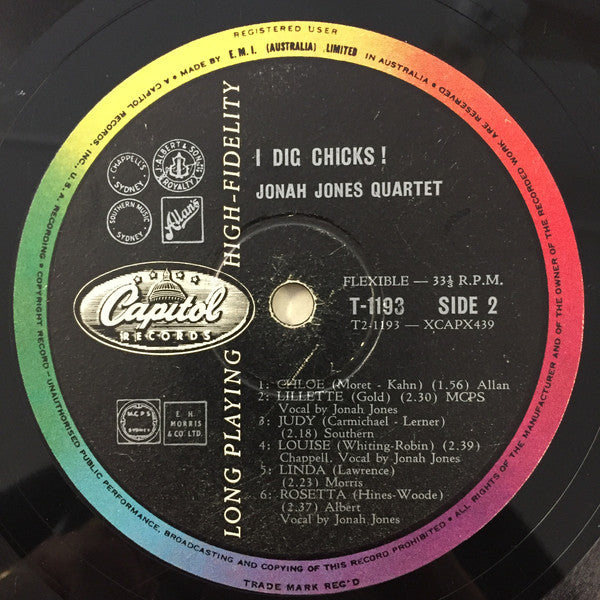 REGISTERED USER
MADE BY E.M.I. (AUSTRALIA) LIMITED IN AUSTRALIA
ALL RIGHTS OF THE MANUFACTURER AND OF THE OWNER OF THE RECORDED WORK ARE RESERVED
UNAUTHORISED PUBLIC PERFORMANCE, BROADCASTING AND COPYING OF THIS RECORD PROHIBITED
A CAPITOL RECORDS, INC., U.S.A. RECORDING • COPYRIGHT RECORD
TRADE MARK REC'D
LONG PLAYING HIGH-FIDELITY
CHAPPELL'S
SYDNEY
ALBERT & SON
ROYALTY
SOUTHERN MUSIC
SYDNEY
Allans
I DIG CHICKS!
JONAH JONES QUARTET
Capitol
RECORDS
FLEXIBLE — 33⅓ R.P.M.
T-1193 SIDE 2
T2-1193 — XCAPX439
MCPS
SYDNEY
E. H.
MORRIS
& CO LTD.
1: CHLOE (Moret - Kahn) (1.56) Allan
2: LILLETTE (Gold) (2.30) MCPS
Vocal by Jonah Jones
3: JUDY (Carmichael - Lerner)
(2.18) Southern
4: LOUISE (Whiting-Robin) (2.39)
Chappell. Vocal by Jonah Jones
5: LINDA (Lawrence)
(2.23) Morris
6: ROSETTA (Hines-Woode)
(2.37) Albert
Vocal by Jonah Jones